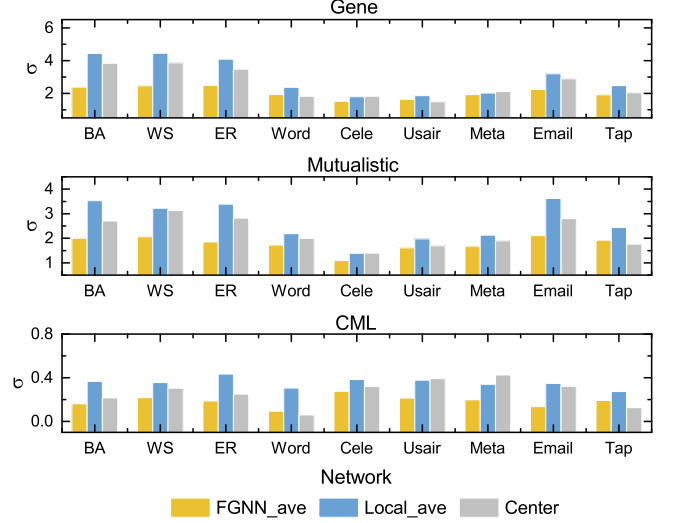 Gene
σ
6
4
2
BA WS ER Word Cele Usair Meta Email Tap
Mutualistic
σ
4
3
2
1
BA WS ER Word Cele Usair Meta Email Tap
CML
σ
0.8
0.4
0.0
BA WS ER Word Cele Usair Meta Email Tap
Network
FGNN_ave Local_ave Center